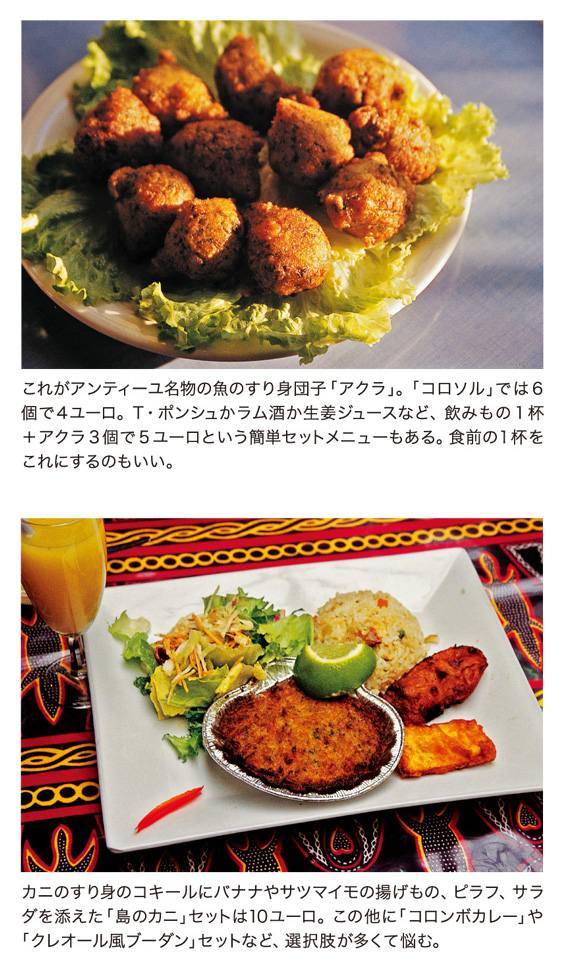 これがアンティーユ名物の魚のすり身団子「アクラ」。「コロソル」では6
個で4ユーロ。T・ポンシュかラム酒か生姜ジュースなど、飲みもの1杯
+アクラ3個で5ユーロという簡単セットメニューもある。食前の1杯を
これにするのもいい。
カニのすり身のコキールにバナナやサツマイモの揚げもの、ピラフ、サラ
ダを添えた「島のカニ」セットは10ユーロ。この他に「コロンボカレー」や
「クレオール風ブーダン」セットなど、選択肢が多くて悩む。